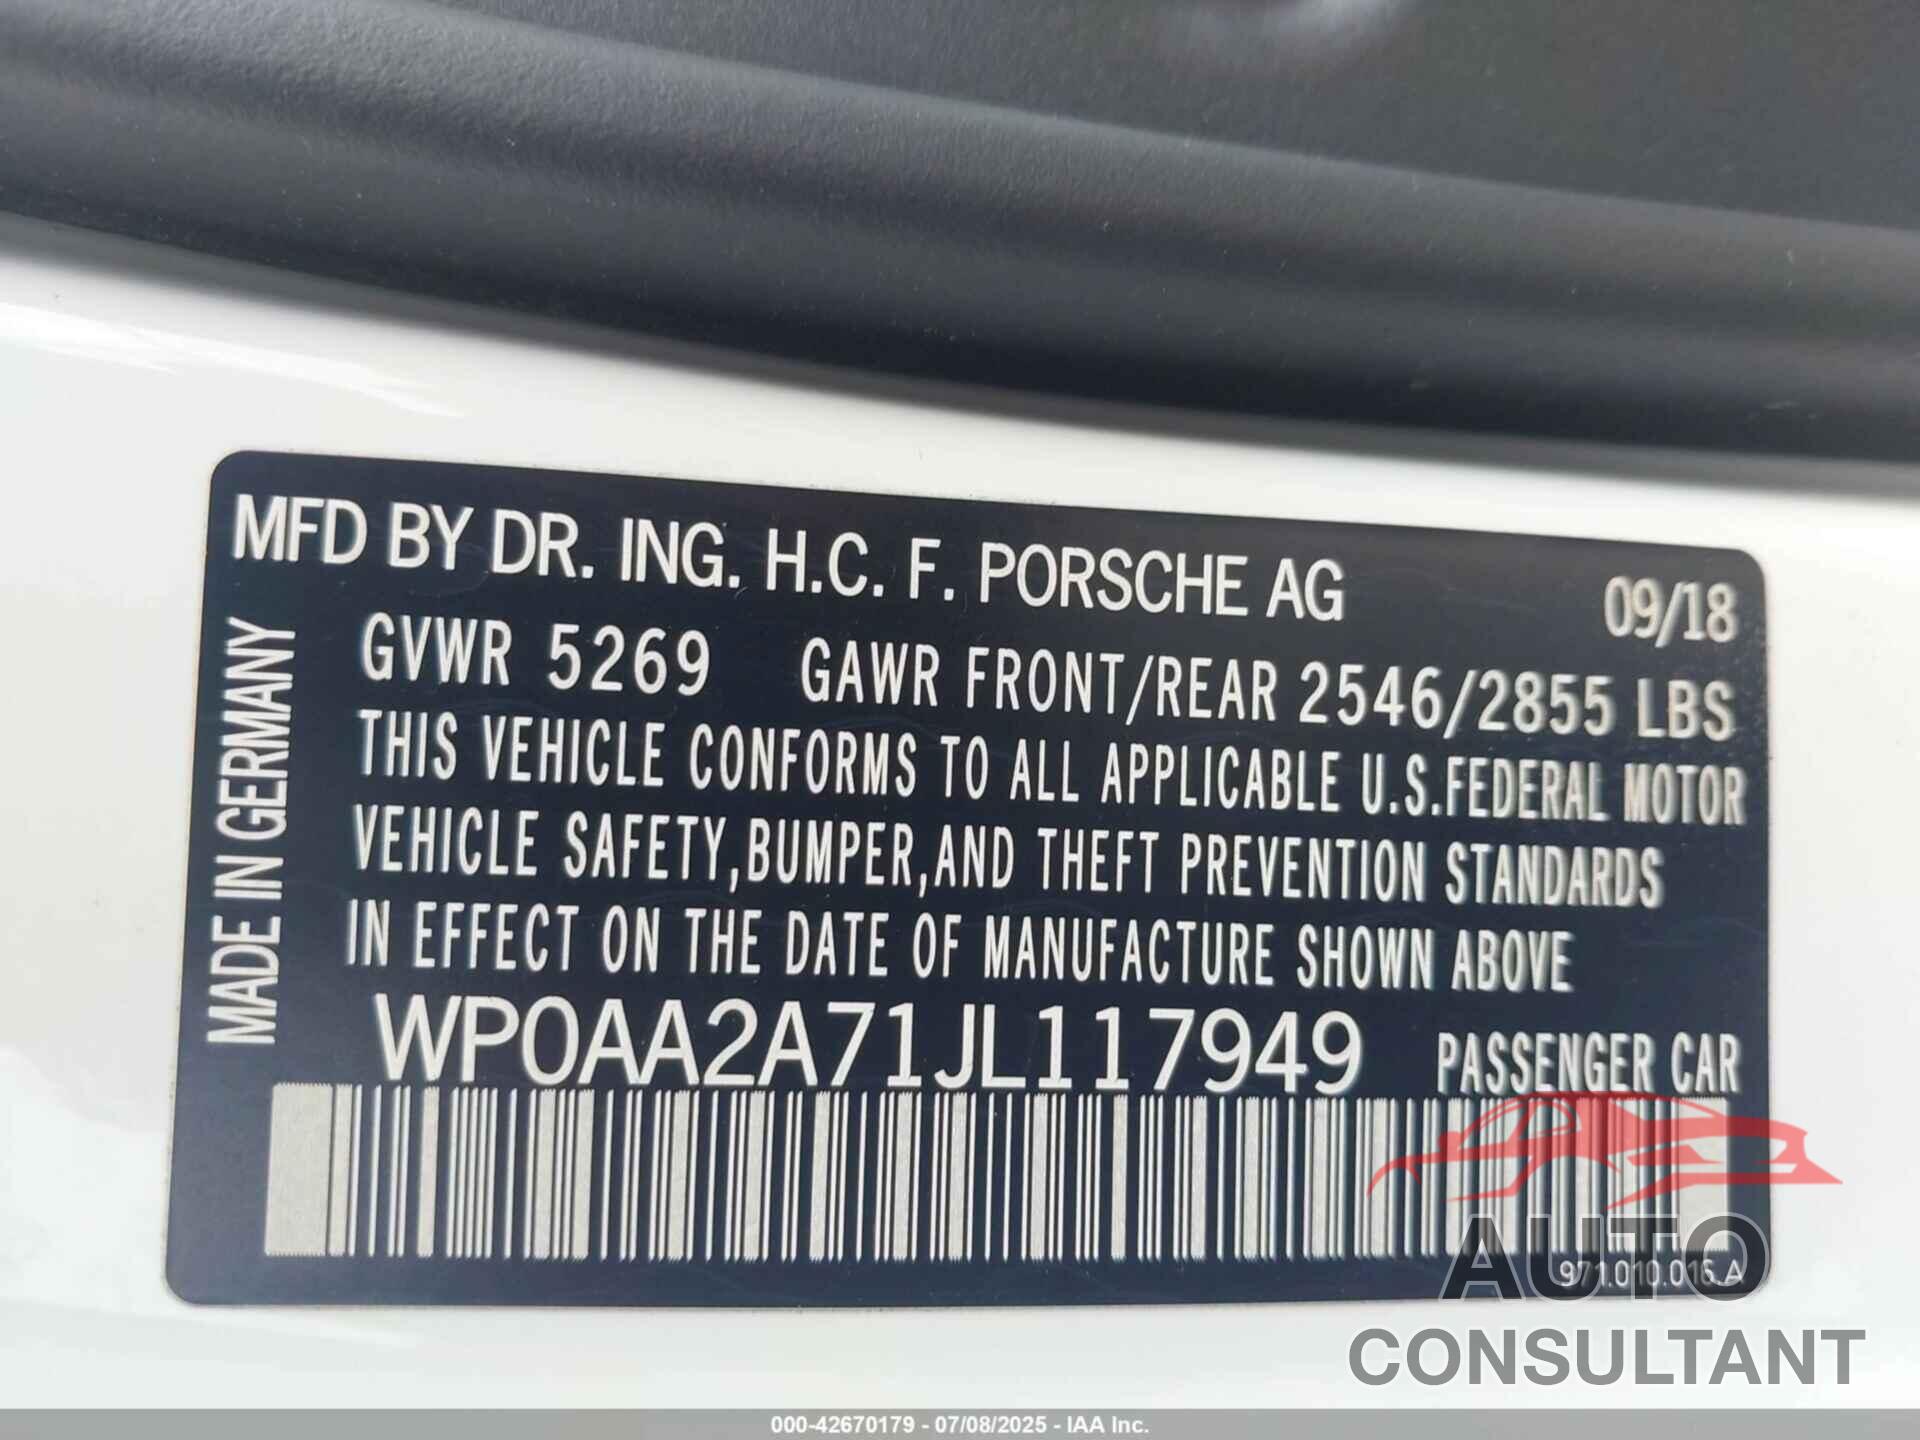 MFD BY DR. ING. H.C. F. PORSCHE AG 09/18
GVWR 5269 GAWR FRONT/REAR 2546/2855 LBS
THIS VEHICLE CONFORMS TO ALL APPLICABLE U.S.FEDERAL MOTOR
VEHICLE SAFETY,BUMPER,AND THEFT PREVENTION STANDARDS
IN EFFECT ON THE DATE OF MANUFACTURE SHOWN ABOVE
WP0AA2A71JL117949 PASSENGER CAR
MADE IN GERMANY
971.010.016.A
AUTO
CONSULTANT
000-42670179 - 07/08/2025 - IAA Inc.